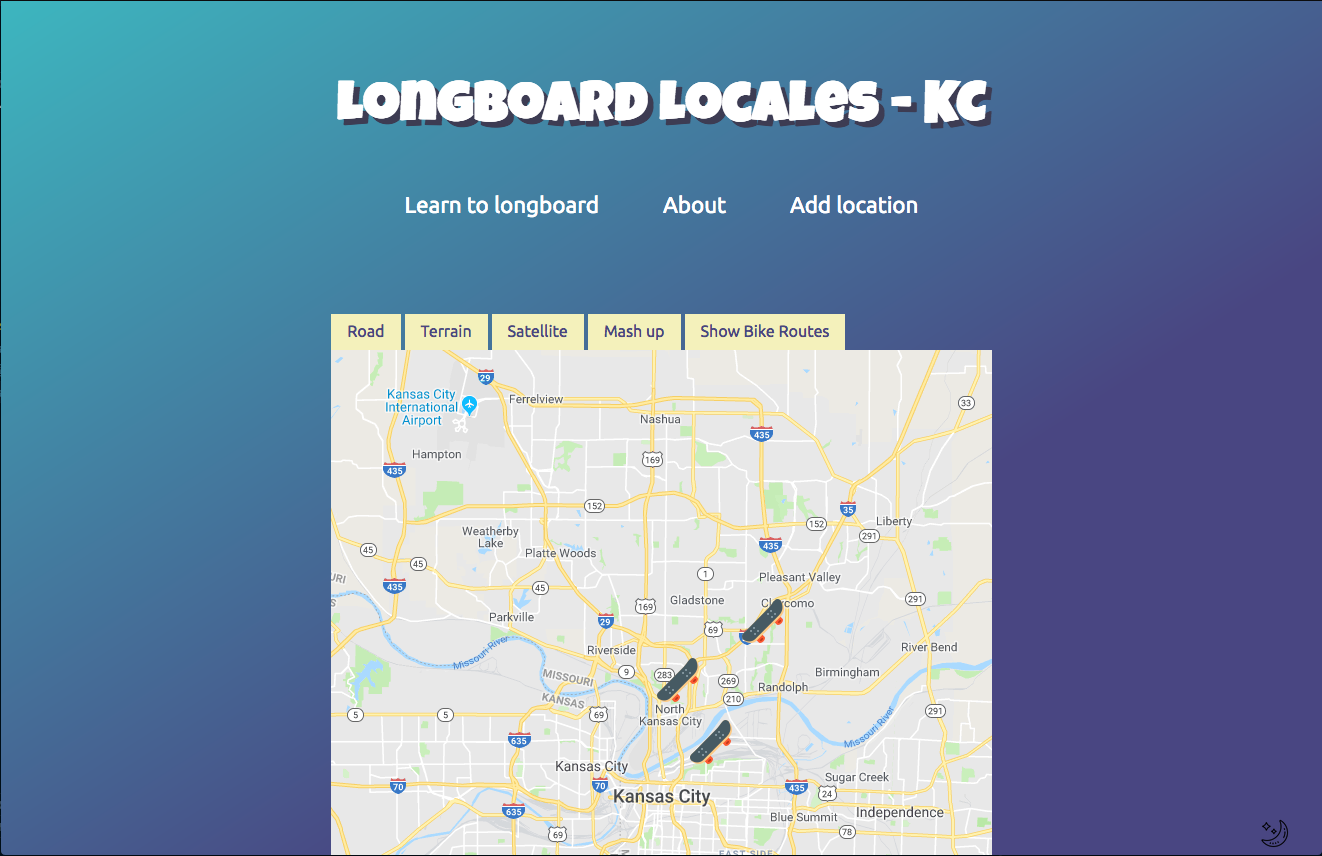 Longboard Locales - KC
Learn to longboard About Add location
Road Terrain Satellite Mash up Show Bike Routes
29
Kansas City
International
Airport
Ferrelview
33
Nashua
435
Hampton
169
435
152
35
152
Liberty
291
Weatherby
Lake
45
Platte Woods
435
45
1
Pleasant Valley
URI
AS
435
45
169
Gladstone
291
Parkville
29
69
Riverside
River Bend
Missouri River
MISSOURI
KANSAS
9
283
269
210
Birmingham
Randolph
5
5
69
North
Kansas City
291
Missouri River
635
Kansas City
70
70
435
Sugar Creek
24
Kansas City
635
Blue Summit
Independence
69
78
EAST SIDE